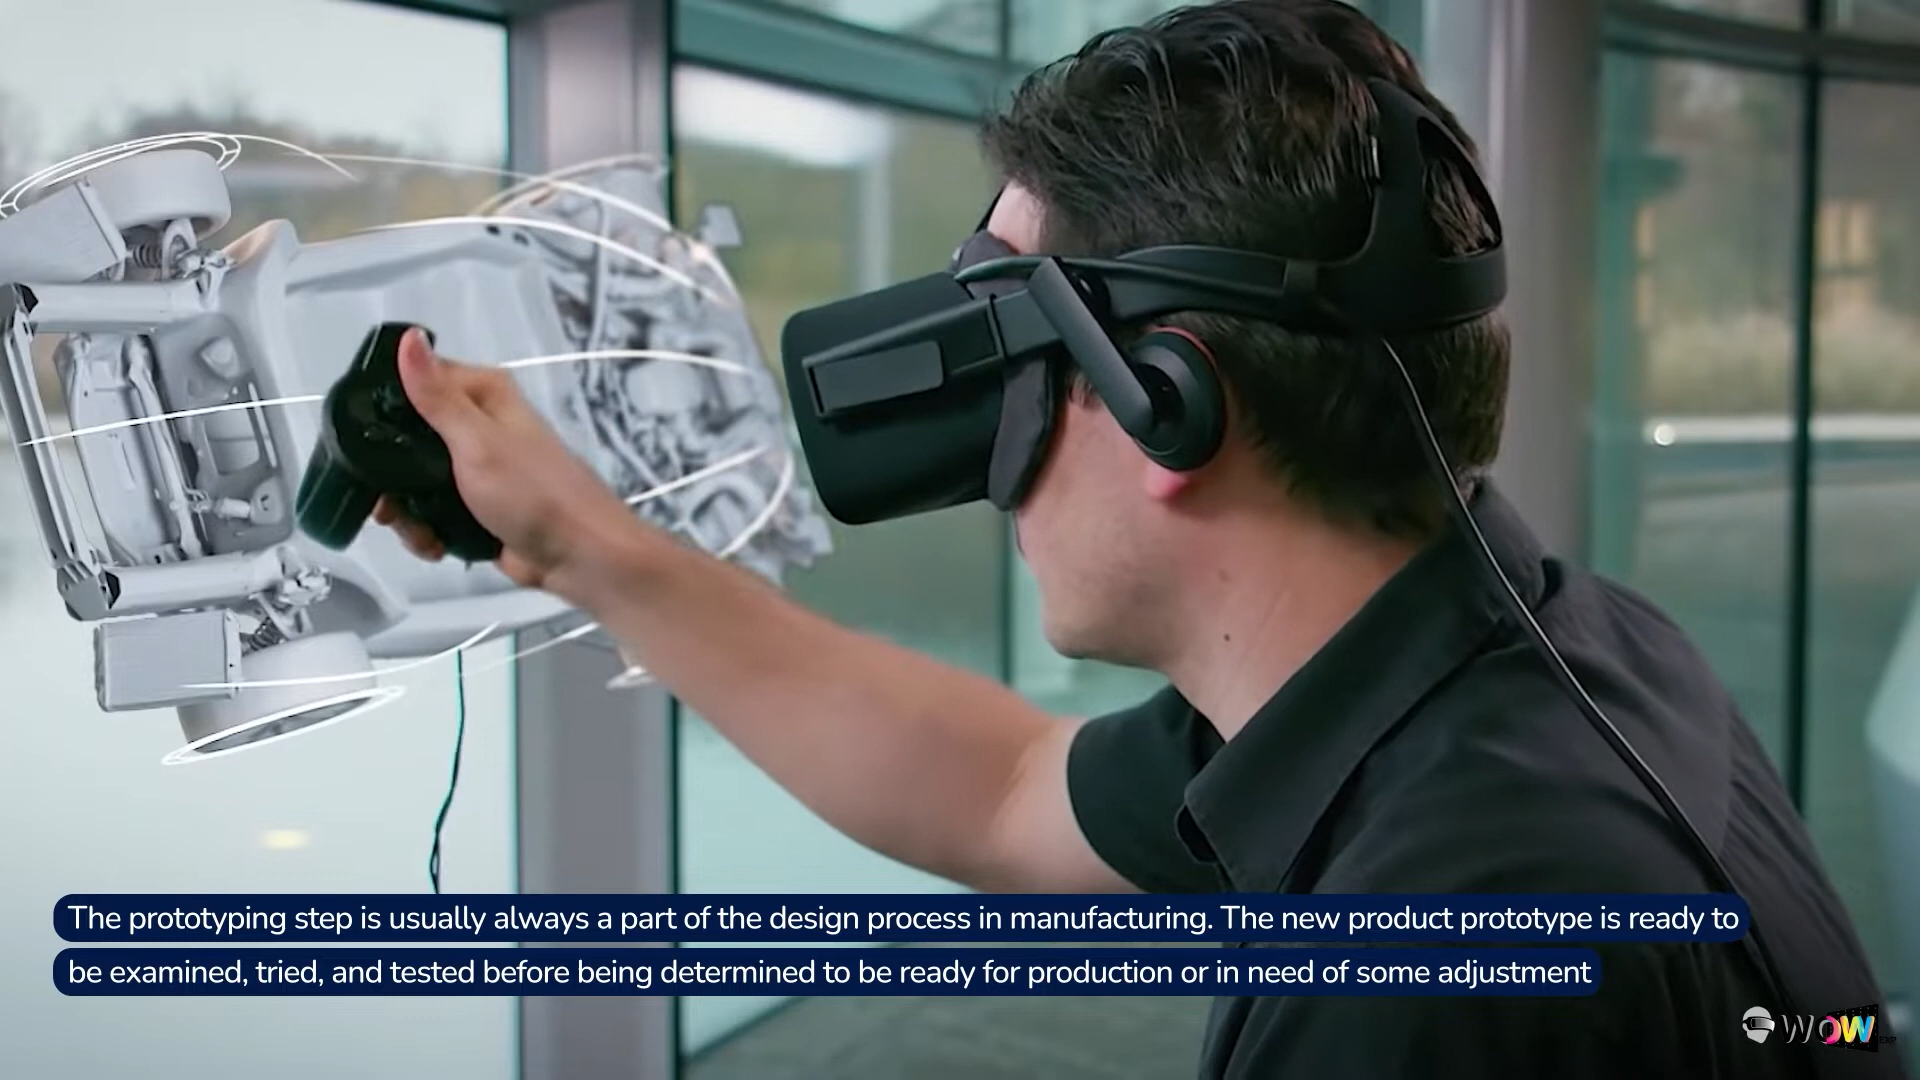 The prototyping step is usually always a part of the design process in manufacturing. The new product prototype is ready to
be examined, tried, and tested before being determined to be ready for production or in need of some adjustment
WOW